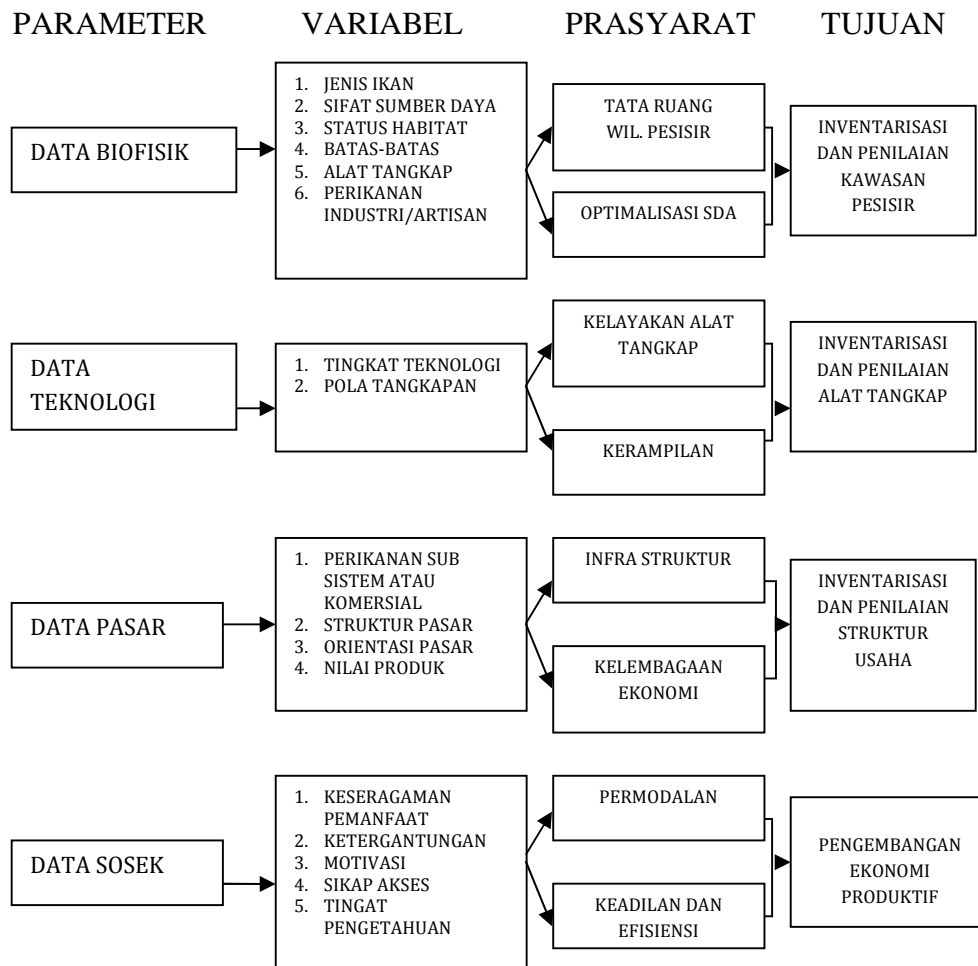 PARAMETER VARIABEL PRASYARAT TUJUAN
DATA BIOFISIK
1. JENIS IKAN
2. SIFAT SUMBER DAYA
3. STATUS HABITAT
4. BATAS-BATAS
5. ALAT TANGKAP
6. PERIKANAN
INDUSTRI/ARTISAN
TATA RUANG
WIL. PESISIR
OPTIMALISASI SDA
INVENTARISASI
DAN PENILAIAN
KAWASAN
PESISIR
DATA
TEKNOLOGI
1. TINGKAT TEKNOLOGI
2. POLA TANGKAPAN
KELAYAKAN ALAT
TANGKAP
KERAMPILAN
INVENTARISASI
DAN PENILAIAN
ALAT TANGKAP
DATA PASAR
1. PERIKANAN SUB
SISTEM ATAU
KOMERSIAL
2. STRUKTUR PASAR
3. ORIENTASI PASAR
4. NILAI PRODUK
INFRA STRUKTUR
KELEMBAGAAN
EKONOMI
INVENTARISASI
DAN PENILAIAN
STRUKTUR
USAHA
DATA SOSEK
1. KESERAGAMAN
PEMANFAAT
2. KETERGANTUNGAN
3. MOTIVASI
4. SIKAP AKSES
5. TINGAT
PENGETAHUAN
PERMODALAN
KEADILAN DAN
EFISIENSI
PENGEMBANGAN
EKONOMI
PRODUKTIF